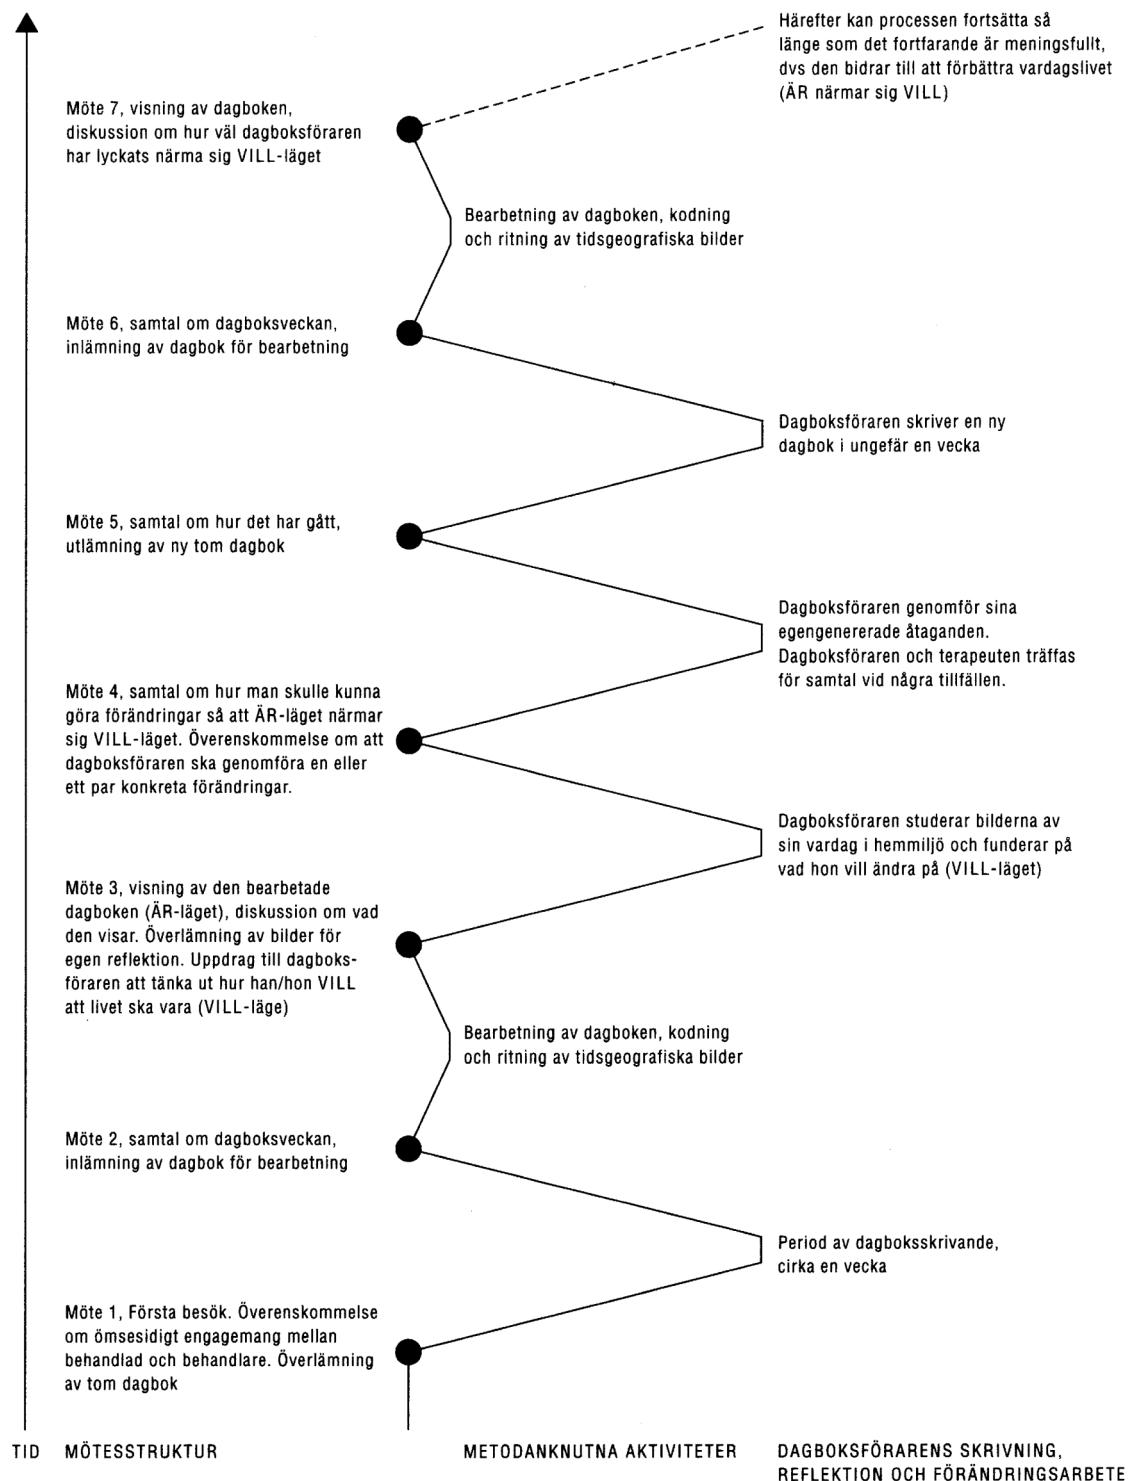 Härefter kan processen fortsätta så
länge som det fortfarande är meningsfullt,
dvs den bidrar till att förbättra vardagslivet
(ÄR närmar sig VILL)
Möte 7, visning av dagboken,
diskussion om hur väl dagboksföraren
har lyckats närma sig VILL-läget
Bearbetning av dagboken, kodning
och ritning av tidsgeografiska bilder
Möte 6, samtal om dagboksveckan,
inlämning av dagbok för bearbetning
Dagboksföraren skriver en ny
dagbok i ungefär en vecka
Möte 5, samtal om hur det har gått,
utlämning av ny tom dagbok
Dagboksföraren genomför sina
egengenererade åtaganden.
Dagboksföraren och terapeuten träffas
för samtal vid några tillfällen.
Möte 4, samtal om hur man skulle kunna
göra förändringar så att ÄR-läget närmar
sig VILL-läget. Överenskommelse om att
dagboksföraren ska genomföra en eller
ett par konkreta förändringar.
Dagboksföraren studerar bilderna av
sin vardag i hemmiljö och funderar på
vad hon vill ändra på (VILL-läget)
Möte 3, visning av den bearbetade
dagboken (ÄR-läget), diskussion om vad
den visar. Överlämning av bilder för
egen reflektion. Uppdrag till dagboks-
föraren att tänka ut hur han/hon VILL
att livet ska vara (VILL-läge)
Bearbetning av dagboken, kodning
och ritning av tidsgeografiska bilder
Möte 2, samtal om dagboksveckan,
inlämning av dagbok för bearbetning
Period av dagboksskrivande,
cirka en vecka
Möte 1, Första besök. Överenskommelse
om ömsesidigt engagemang mellan
behandlad och behandlare. Överlämning
av tom dagbok
TID
MÖTESSTRUKTUR
METODANKNUTNA AKTIVITETER
DAGBOKSFÖRARENS SKRIVNING,
REFLEKTION OCH FÖRÄNDRINGSARBETE